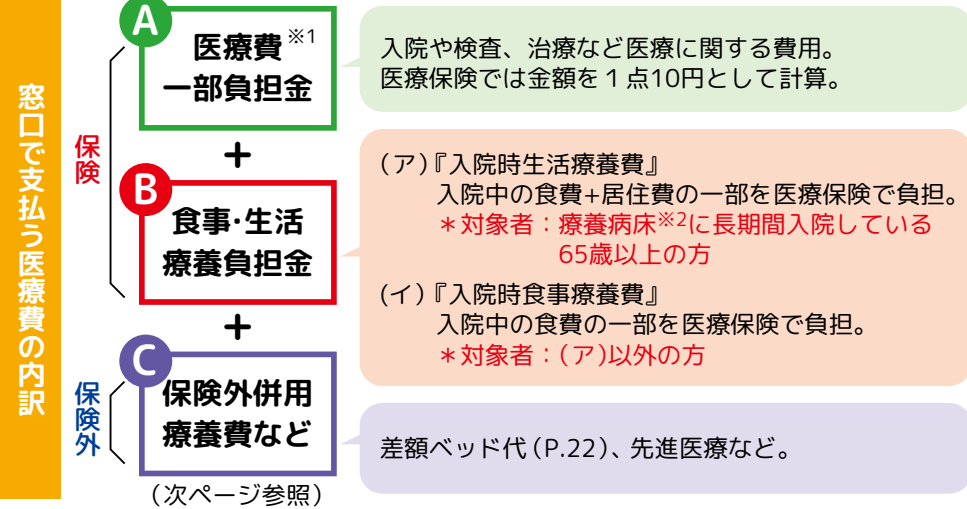 窓口で支払う医療費の内訳
保険
A
医療費※1
一部負担金
入院や検査、治療など医療に関する費用。
医療保険では金額を1点10円として計算。
+
B
食事・生活
療養負担金
(ア)『入院時生活療養費』
入院中の食費+居住費の一部を医療保険で負担。
*対象者:療養病床※2に長期間入院している
65歳以上の方
(イ)『入院時食事療養費』
入院中の食費の一部を医療保険で負担。
*対象者:(ア)以外の方
+
保険外
C
保険外併用
療養費など
差額ベッド代(P.22)、先進医療など。
(次ページ参照)